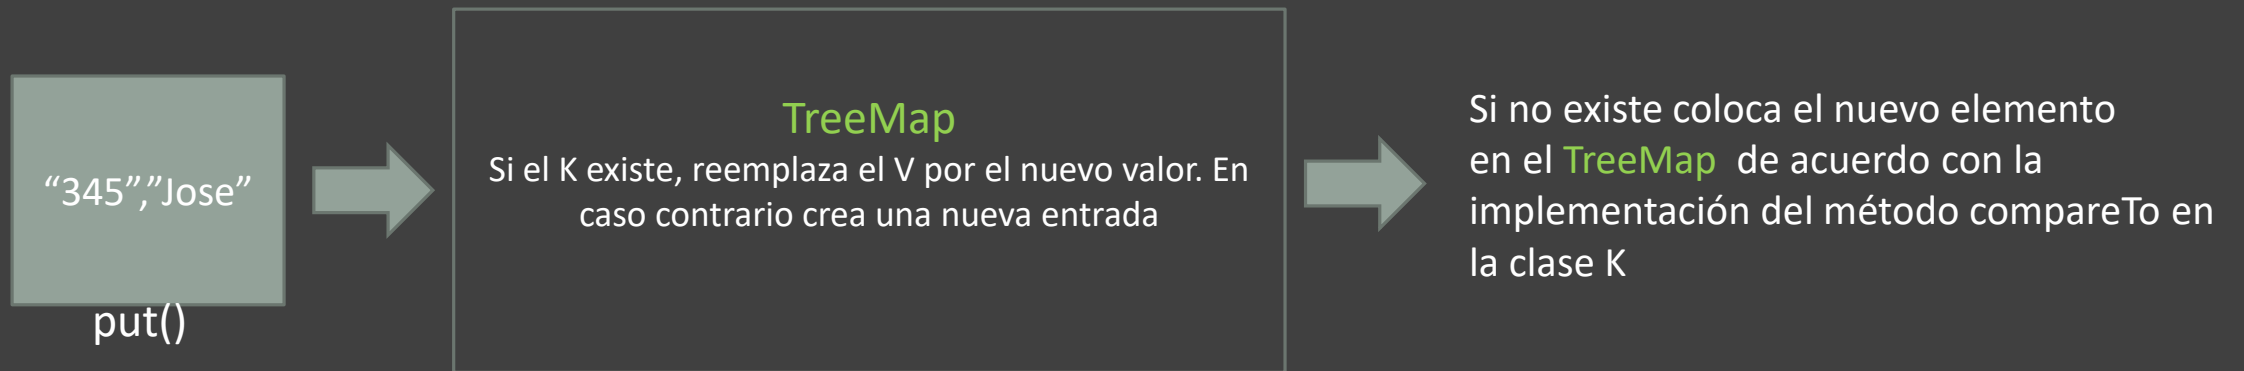 “345”,”Jose”
put()
TreeMap
Si el K existe, reemplaza el V por el nuevo valor. En
caso contrario crea una nueva entrada
Si no existe coloca el nuevo elemento
en el TreeMap de acuerdo con la
implementación del método compareTo en
la clase K